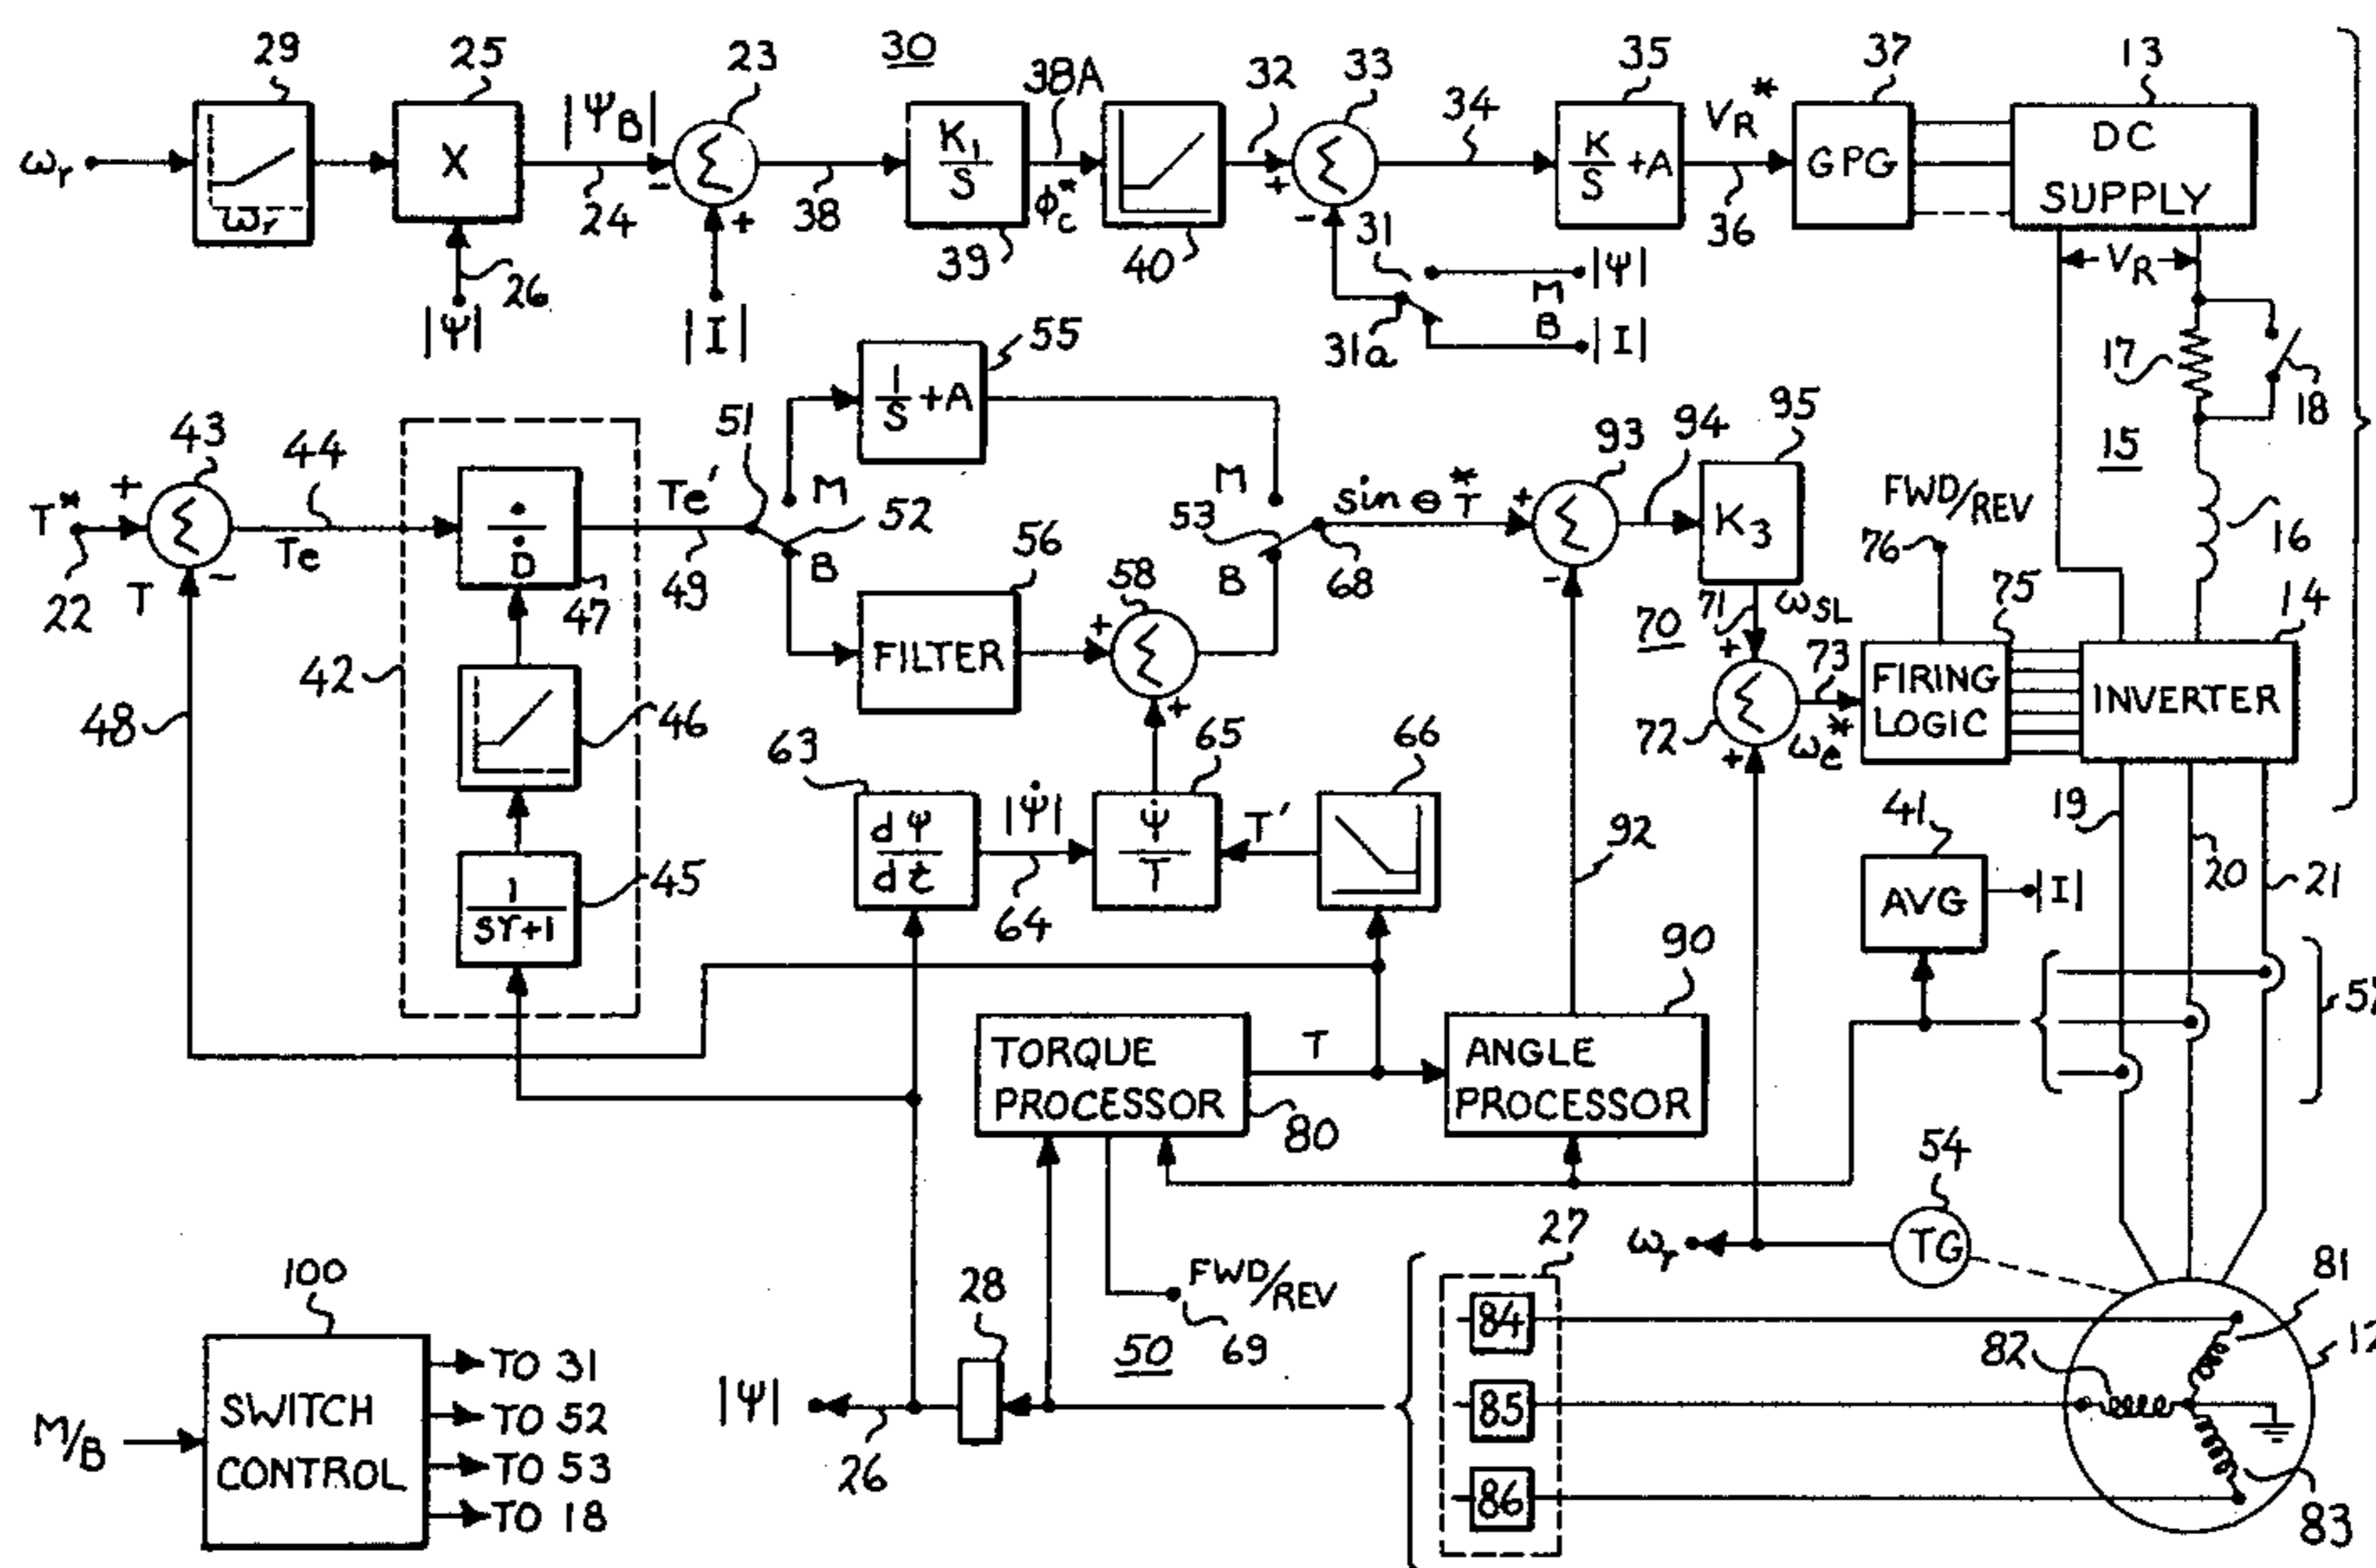 29
25
23
30
38A
32
33
35
37
13
ωr
ωr
X
|ΨB|
-
+
24
38
K1/S
φc*
39
40
+
-
34
K/S +A
VR*
36
GPG
DC SUPPLY
VR
26
|Ψ|
|I|
31
31a
M
B
|Ψ|
|I|
17
18
15
16
55
1/S +A
43
44
T*
+
-
22
Te
T
÷
D
47
42
46
45
1/(Sτ+1)
48
Te'
49
51
M
B
52
56
FILTER
58
+
+
M
53
B
68
sin θT*
93
+
-
94
95
K3
70
71
ωSL
+
+
72
73
ωe*
FWD/REV
76
75
14
FIRING LOGIC
INVERTER
63
dΨ/dt
|Ψ̇|
64
65
Ψ̇/T
T'
66
92
41
AVG
|I|
19
20
21
57
90
TORQUE PROCESSOR
80
T
ANGLE PROCESSOR
54
TG
ωr
27
84
85
86
81
82
83
12
FWD/REV
69
50
28
|Ψ|
26
100
M/B
SWITCH CONTROL
TO 31
TO 52
TO 53
TO 18